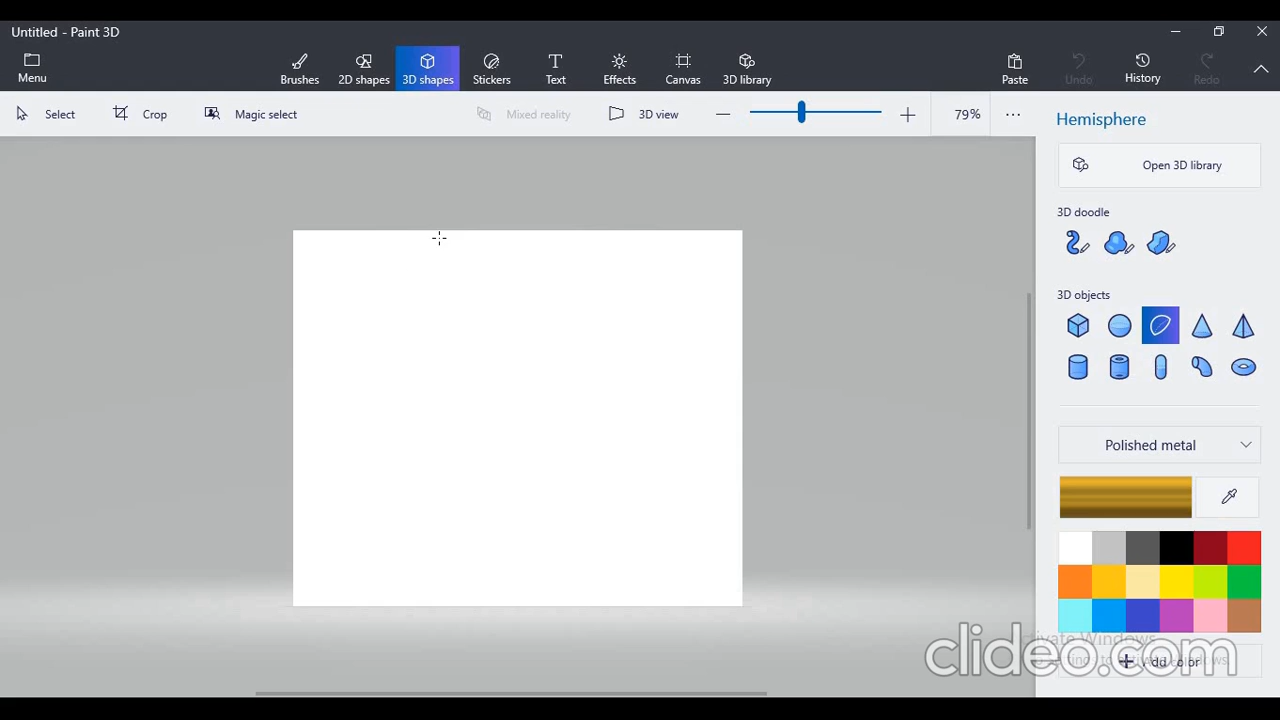 Untitled - Paint 3D
Menu
Brushes
2D shapes
3D shapes
Stickers
Text
Effects
Canvas
3D library
Paste
Undo
History
Redo
Select
Crop
Magic select
Mixed reality
3D view
79%
Hemisphere
Open 3D library
3D doodle
3D objects
Polished metal
Add color
clideo.com